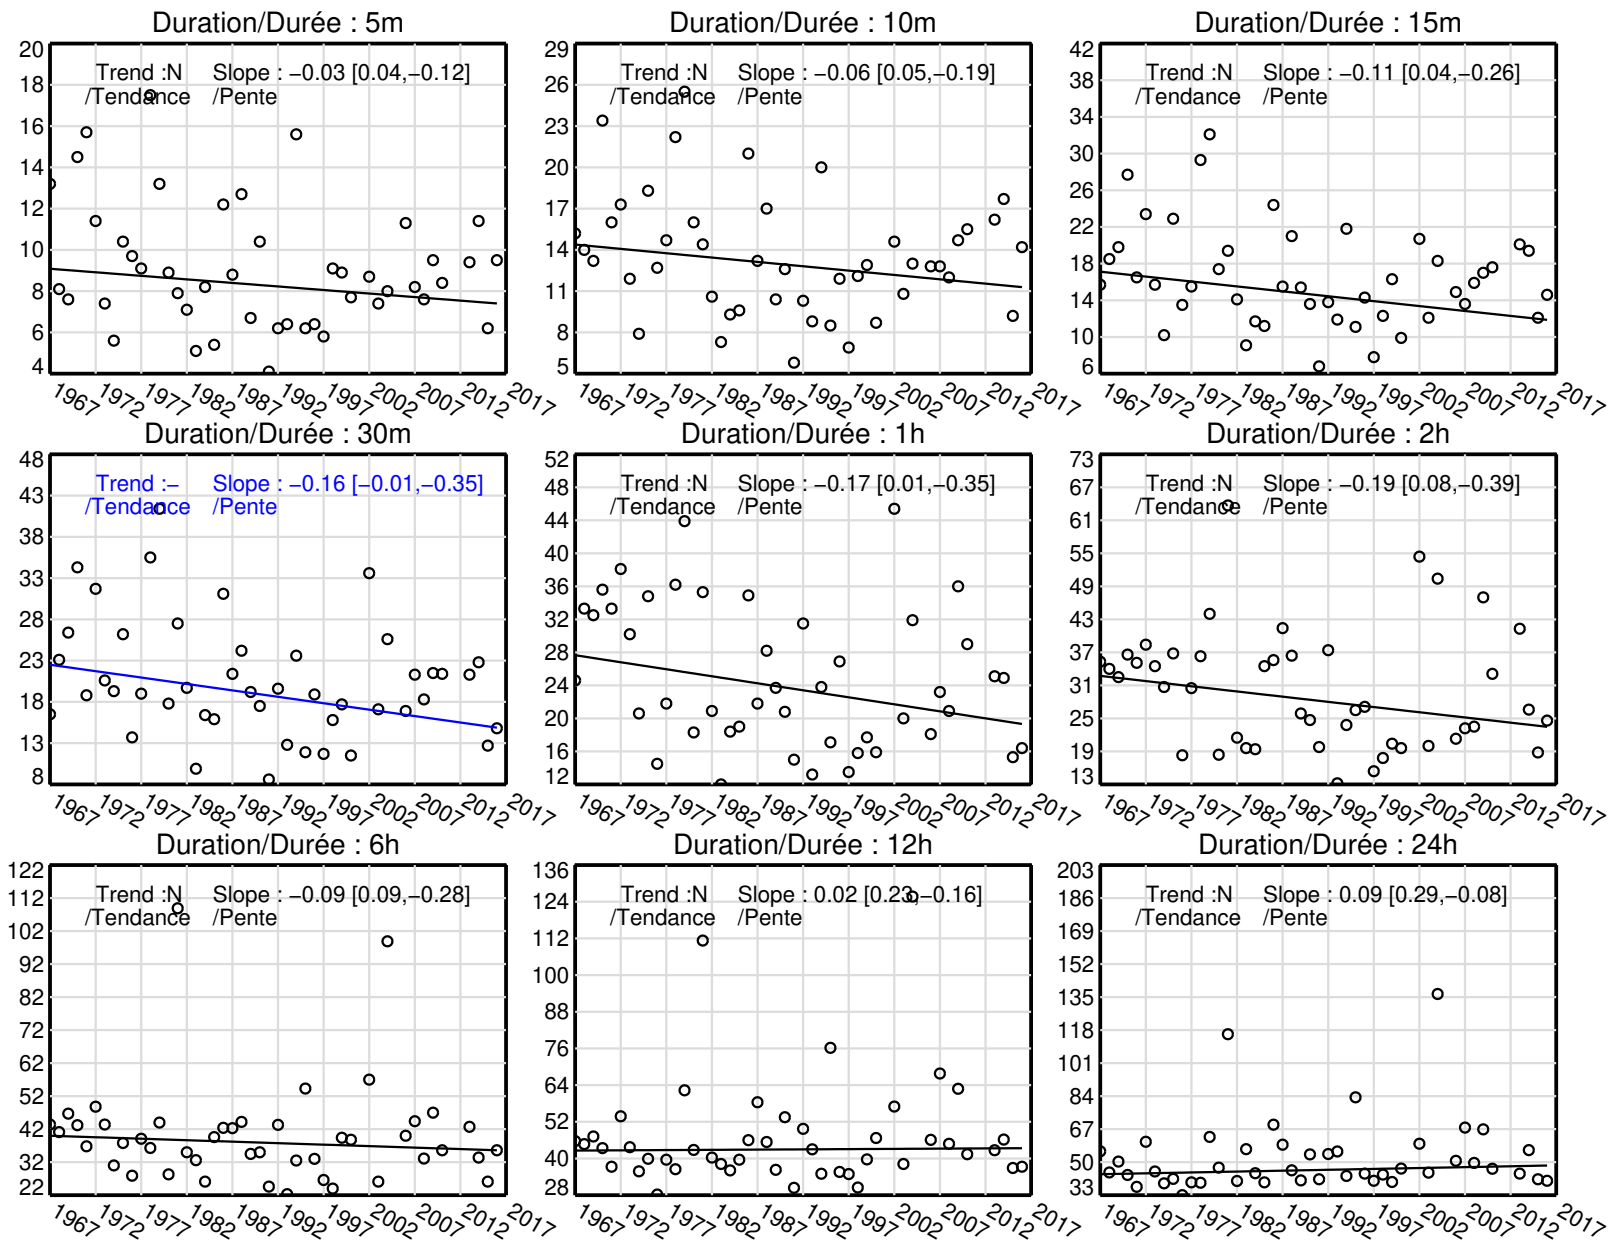 Duration/Durée : 5m
Trend :N Slope : −0.03 [0.04,−0.12]
/Tendance /Pente
20
18
16
14
12
10
8
6
4
1967 1972 1977 1982 1987 1992 1997 2002 2007 2012 2017
Duration/Durée : 10m
Trend :N Slope : −0.06 [0.05,−0.19]
/Tendance /Pente
29
26
23
20
17
14
11
8
5
1967 1972 1977 1982 1987 1992 1997 2002 2007 2012 2017
Duration/Durée : 15m
Trend :N Slope : −0.11 [0.04,−0.26]
/Tendance /Pente
42
38
34
30
26
22
18
14
10
6
1967 1972 1977 1982 1987 1992 1997 2002 2007 2012 2017
Duration/Durée : 30m
Trend :− Slope : −0.16 [−0.01,−0.35]
/Tendance /Pente
48
43
38
33
28
23
18
13
8
1967 1972 1977 1982 1987 1992 1997 2002 2007 2012 2017
Duration/Durée : 1h
Trend :N Slope : −0.17 [0.01,−0.35]
/Tendance /Pente
52
48
44
40
36
32
28
24
20
16
12
1967 1972 1977 1982 1987 1992 1997 2002 2007 2012 2017
Duration/Durée : 2h
Trend :N Slope : −0.19 [0.08,−0.39]
/Tendance /Pente
73
67
61
55
49
43
37
31
25
19
13
1967 1972 1977 1982 1987 1992 1997 2002 2007 2012 2017
Duration/Durée : 6h
Trend :N Slope : −0.09 [0.09,−0.28]
/Tendance /Pente
122
112
102
92
82
72
62
52
42
32
22
1967 1972 1977 1982 1987 1992 1997 2002 2007 2012 2017
Duration/Durée : 12h
Trend :N Slope : 0.02 [0.23,−0.16]
/Tendance /Pente
136
124
112
100
88
76
64
52
40
28
1967 1972 1977 1982 1987 1992 1997 2002 2007 2012 2017
Duration/Durée : 24h
Trend :N Slope : 0.09 [0.29,−0.08]
/Tendance /Pente
203
186
169
152
135
118
101
84
67
50
33
1967 1972 1977 1982 1987 1992 1997 2002 2007 2012 2017